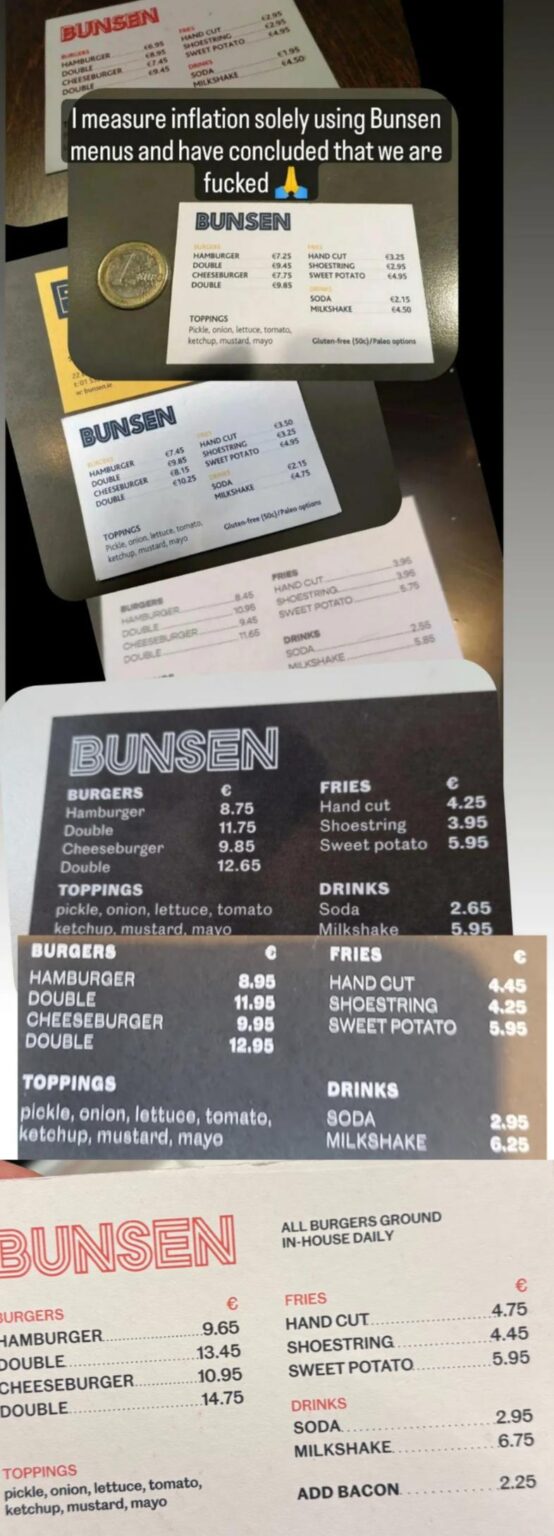 BUNSEN
BURGERS
HAMBURGER €6.95
DOUBLE €8.95
CHEESEBURGER €7.45
DOUBLE €9.45
FRIES
HAND CUT €2.95
SHOESTRING €2.95
SWEET POTATO €4.95
DRINKS
SODA €1.95
MILKSHAKE €4.50
I measure inflation solely using Bunsen
menus and have concluded that we are
fucked 🙏
1 EURO
BUNSEN
BURGERS
HAMBURGER €7.25
DOUBLE €9.45
CHEESEBURGER €7.75
DOUBLE €9.85
FRIES
HAND CUT €3.25
SHOESTRING €2.95
SWEET POTATO €4.95
DRINKS
SODA €2.15
MILKSHAKE €4.50
TOPPINGS
Pickle, onion, lettuce, tomato,
ketchup, mustard, mayo
Gluten-free (50c)/Paleo options
w: bunsen.ie
BUNSEN
BURGERS
HAMBURGER €7.45
DOUBLE €9.85
CHEESEBURGER €8.15
DOUBLE €10.25
FRIES
HAND CUT €3.50
SHOESTRING €3.25
SWEET POTATO €4.95
DRINKS
SODA €2.15
MILKSHAKE €4.75
TOPPINGS
Pickle, onion, lettuce, tomato,
ketchup, mustard, mayo
Gluten-free (50c)/Paleo options
BURGERS
HAMBURGER 8.45
DOUBLE 10.95
CHEESEBURGER 9.45
DOUBLE 11.65
FRIES
HAND CUT 3.95
SHOESTRING 3.95
SWEET POTATO 5.75
DRINKS
SODA 2.55
MILKSHAKE 5.85
BUNSEN
BURGERS €
Hamburger 8.75
Double 11.75
Cheeseburger 9.85
Double 12.65
FRIES €
Hand cut 4.25
Shoestring 3.95
Sweet potato 5.95
TOPPINGS
pickle, onion, lettuce, tomato
ketchup, mustard, mayo
DRINKS
Soda 2.65
Milkshake 5.95
BURGERS €
HAMBURGER 8.95
DOUBLE 11.95
CHEESEBURGER 9.95
DOUBLE 12.95
FRIES €
HAND CUT 4.45
SHOESTRING 4.25
SWEET POTATO 5.95
TOPPINGS
pickle, onion, lettuce, tomato,
ketchup, mustard, mayo
DRINKS
SODA 2.95
MILKSHAKE 6.25
BUNSEN
ALL BURGERS GROUND
IN-HOUSE DAILY
BURGERS €
HAMBURGER 9.65
DOUBLE 13.45
CHEESEBURGER 10.95
DOUBLE 14.75
FRIES €
HAND CUT 4.75
SHOESTRING 4.45
SWEET POTATO 5.95
DRINKS
SODA 2.95
MILKSHAKE 6.75
TOPPINGS
pickle, onion, lettuce, tomato,
ketchup, mustard, mayo
ADD BACON 2.25